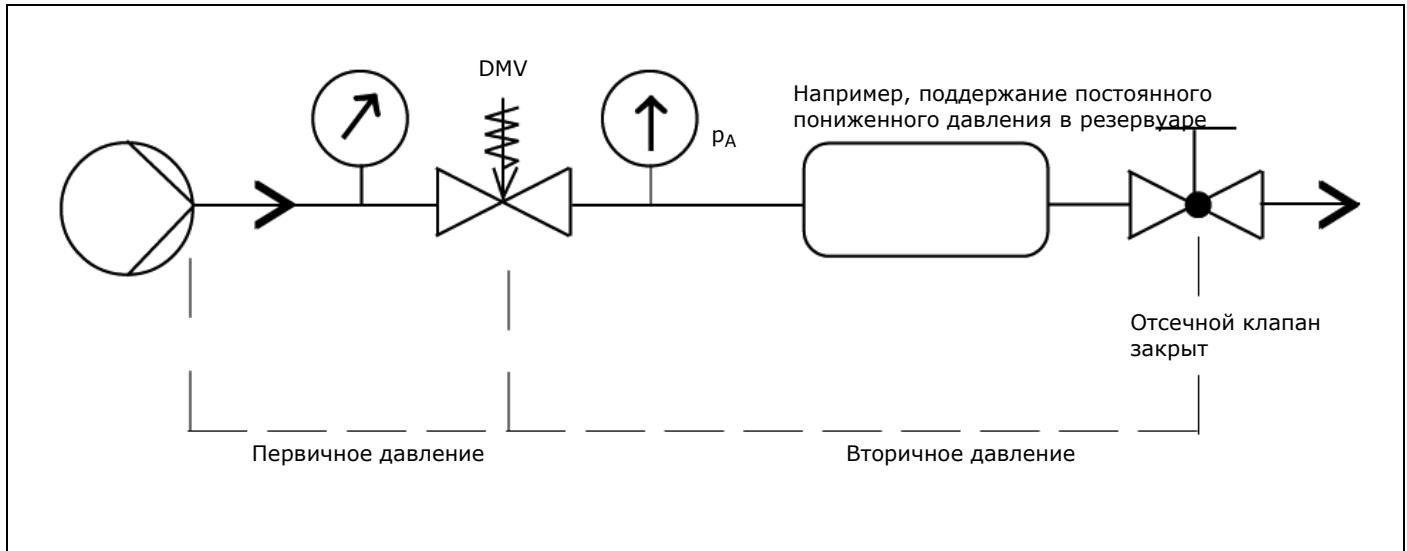 DMV
Например, поддержание постоянного
пониженного давления в резервуаре
pA
Отсечной клапан
закрыт
Первичное давление
Вторичное давление